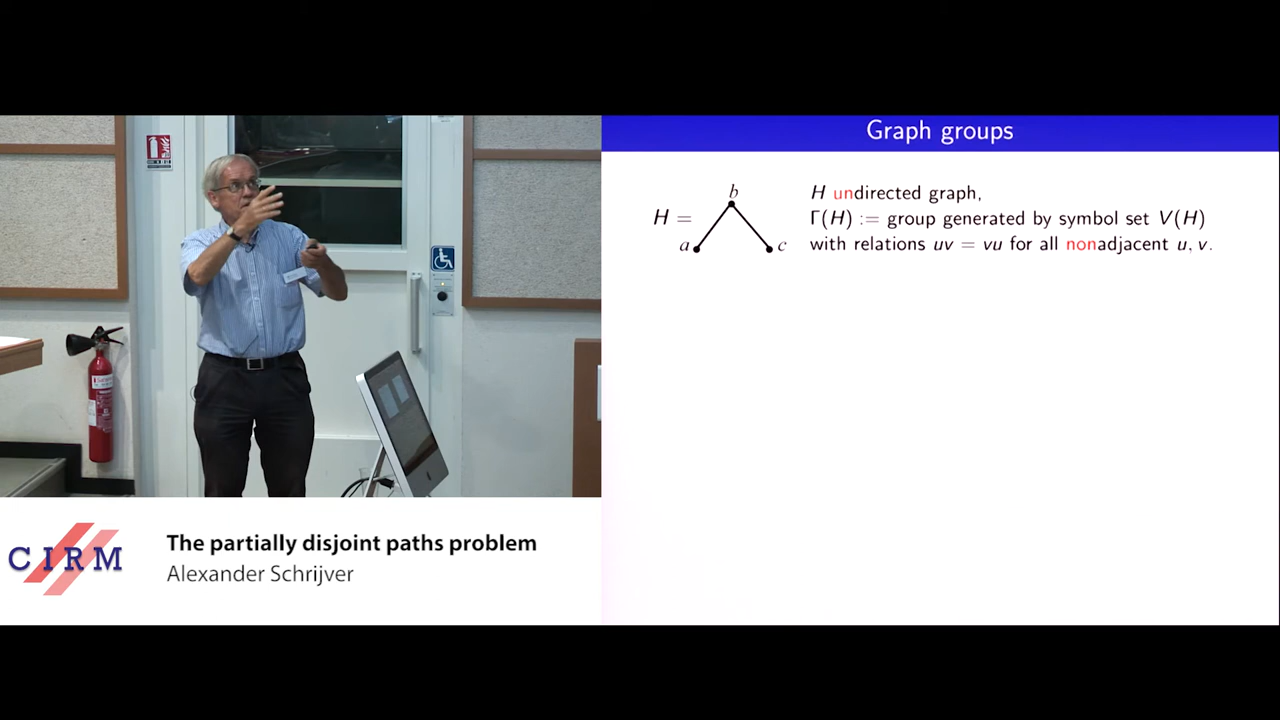 Graph groups
H =
b
a
c
H undirected graph,
Γ(H) := group generated by symbol set V(H)
with relations uv = vu for all nonadjacent u, v.
CIRM
The partially disjoint paths problem
Alexander Schrijver